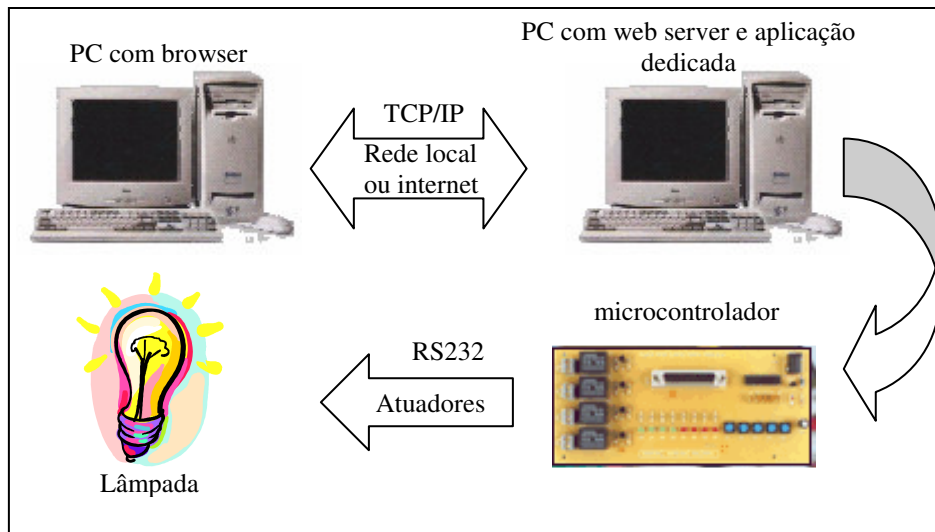 PC com browser
PC com web server e aplicação
dedicada
TCP/IP
Rede local
ou internet
microcontrolador
RS232
Atuadores
Lâmpada